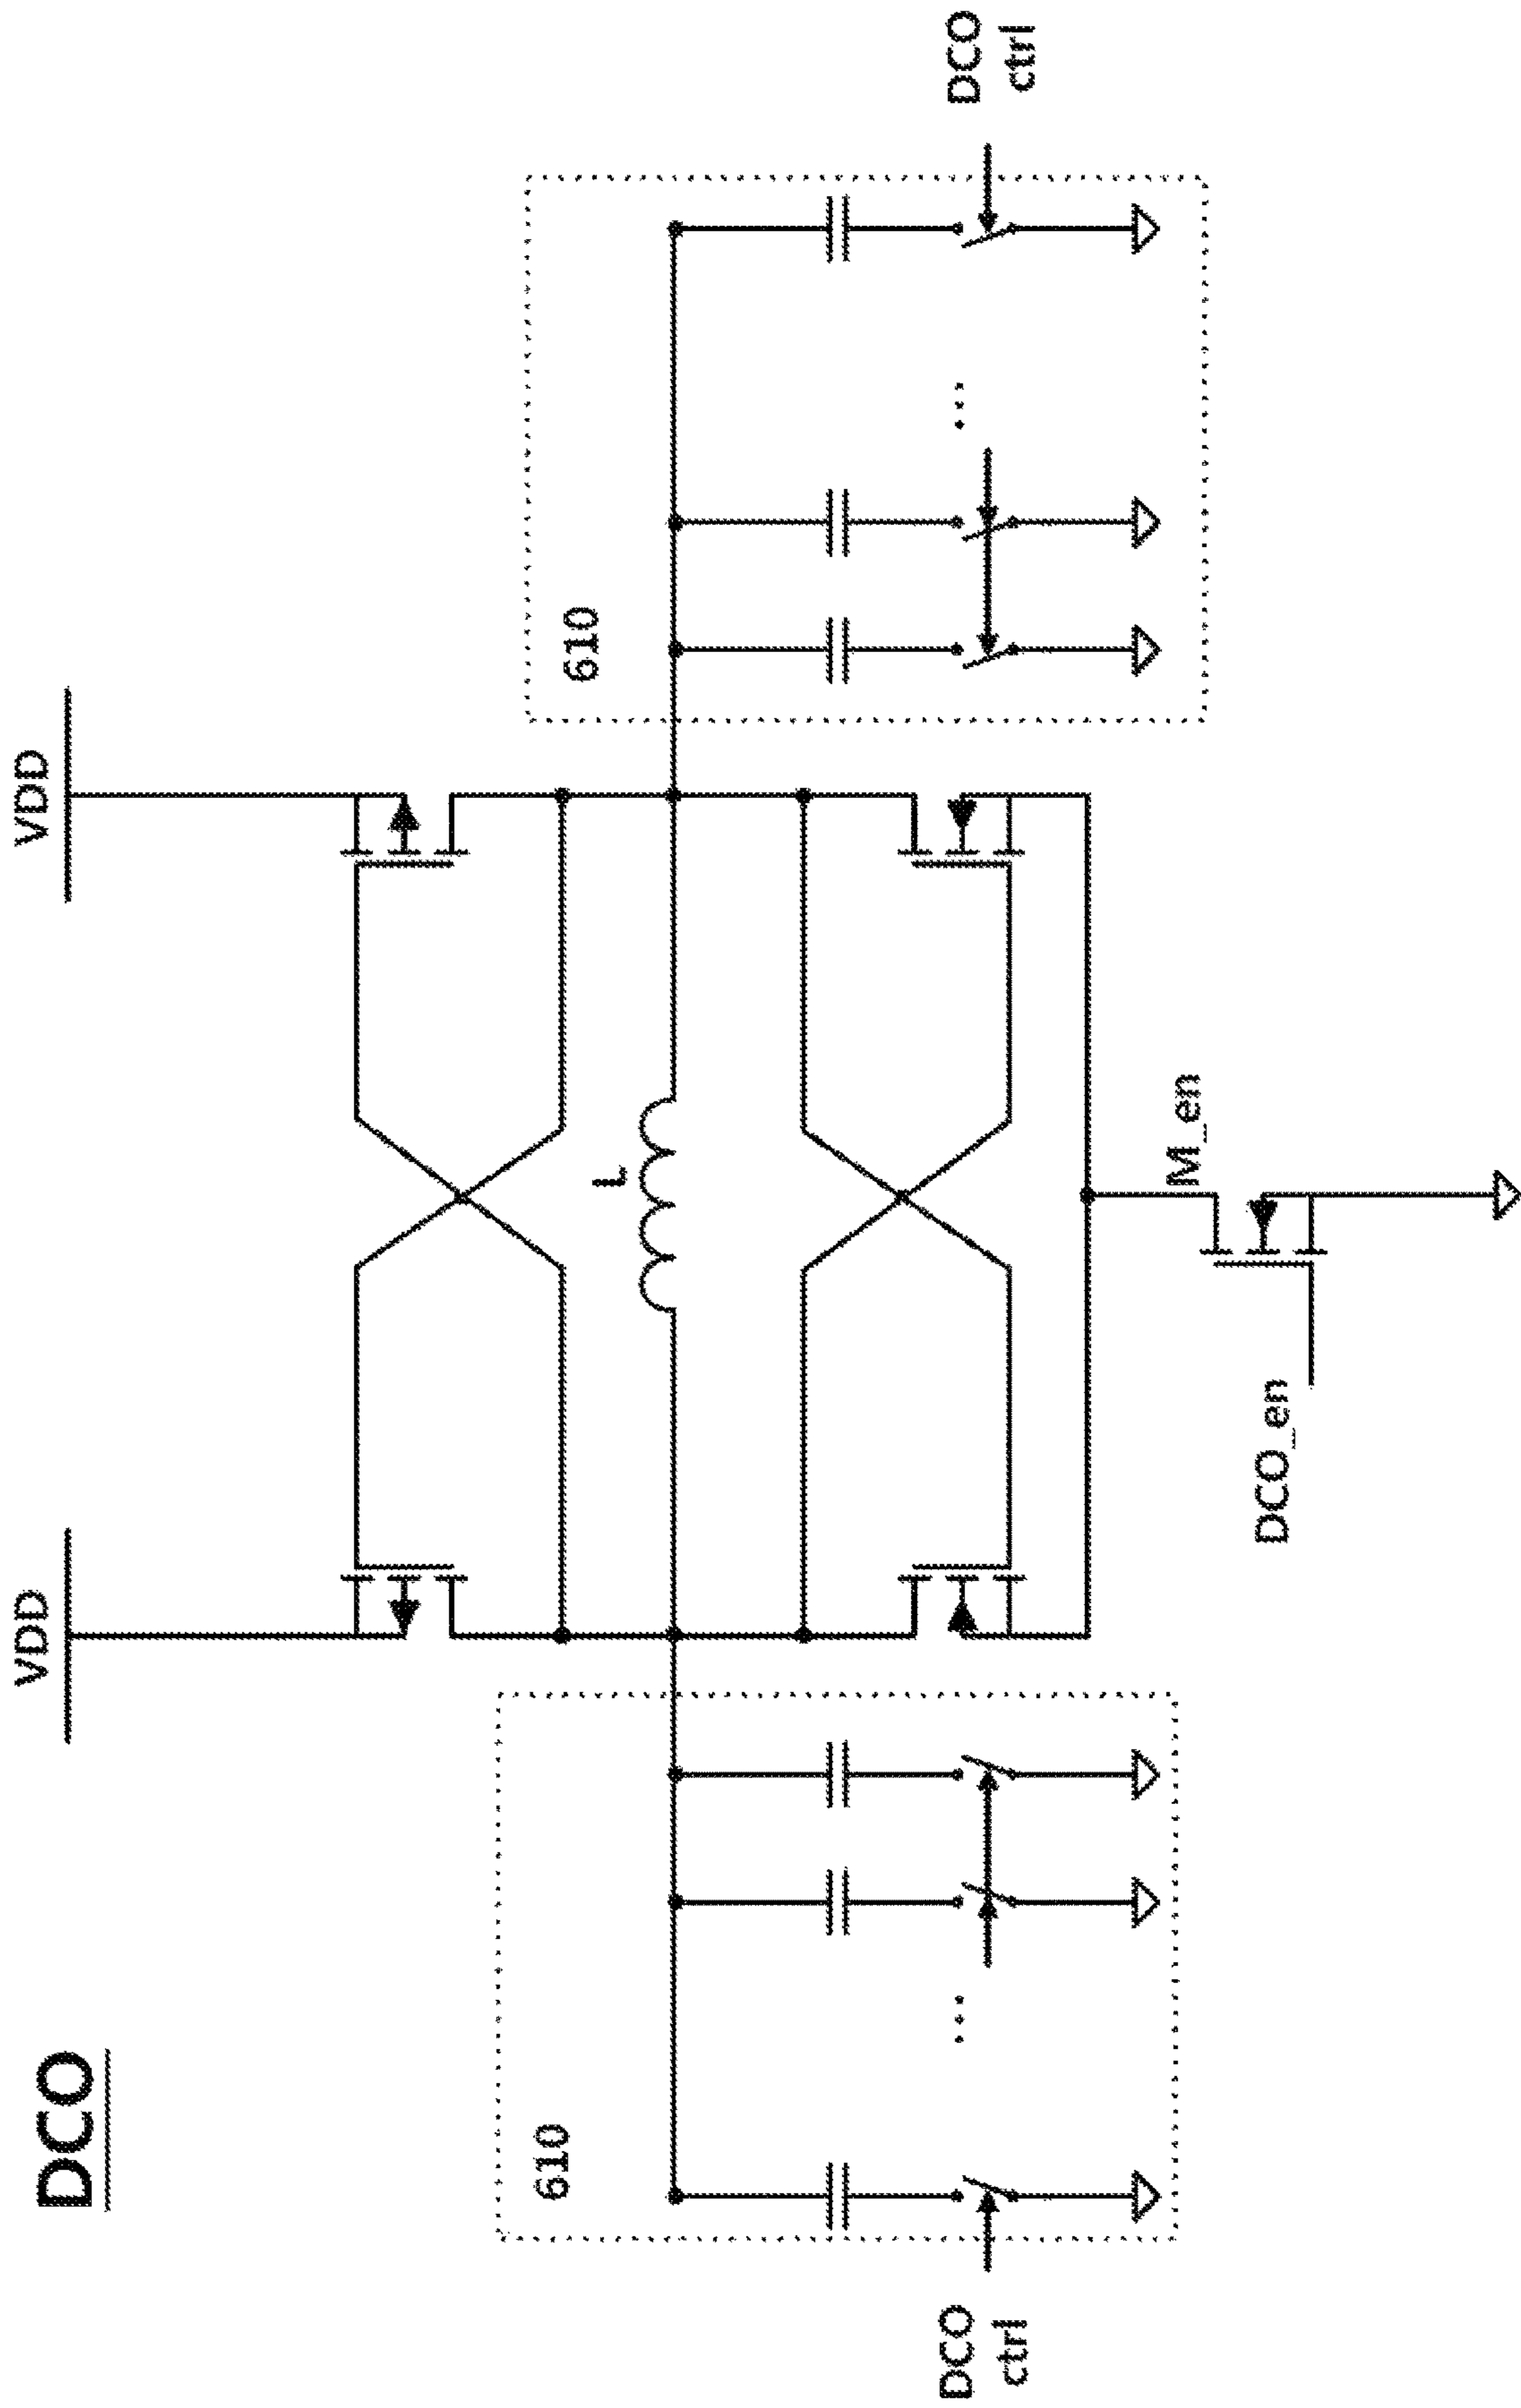 DCO
VDD
VDD
610
610
L
DCO
ctrl
DCO
ctrl
M_en
DCO_en